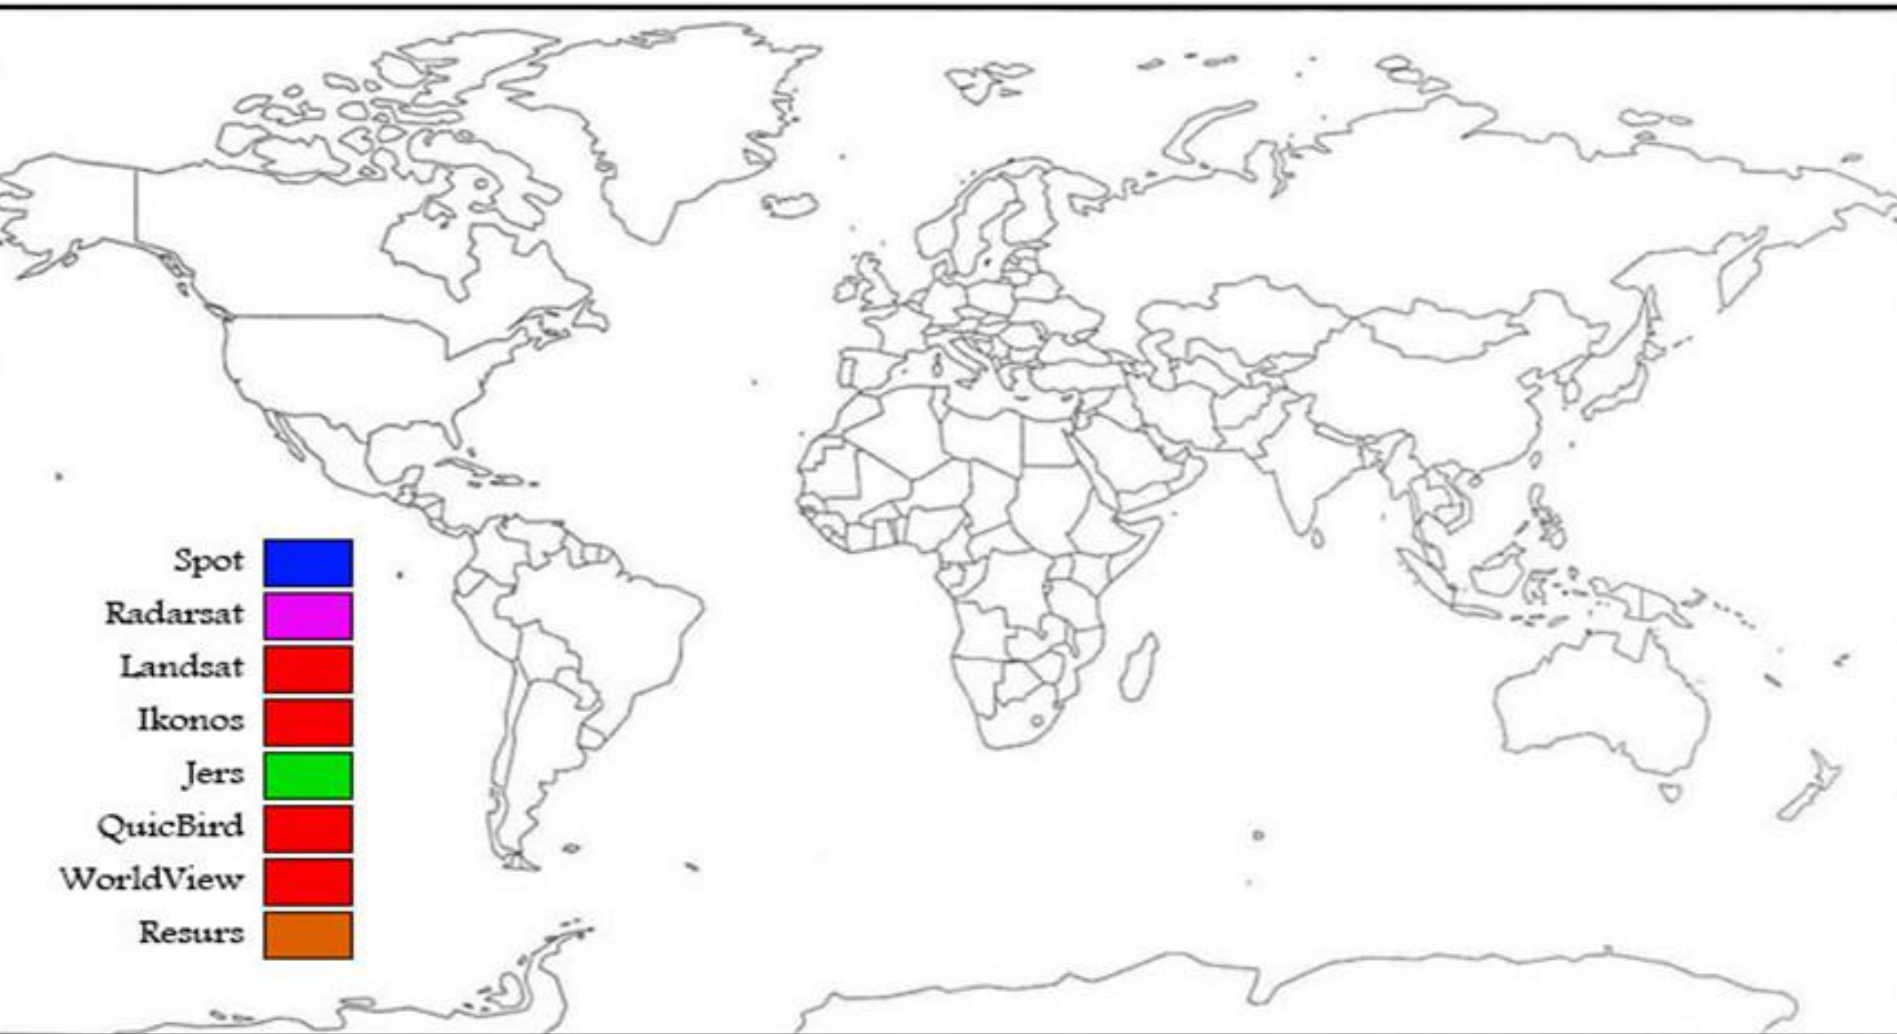 Spot
Radarsat
Landsat
Ikonos
Jers
QuicBird
WorldView
Resurs